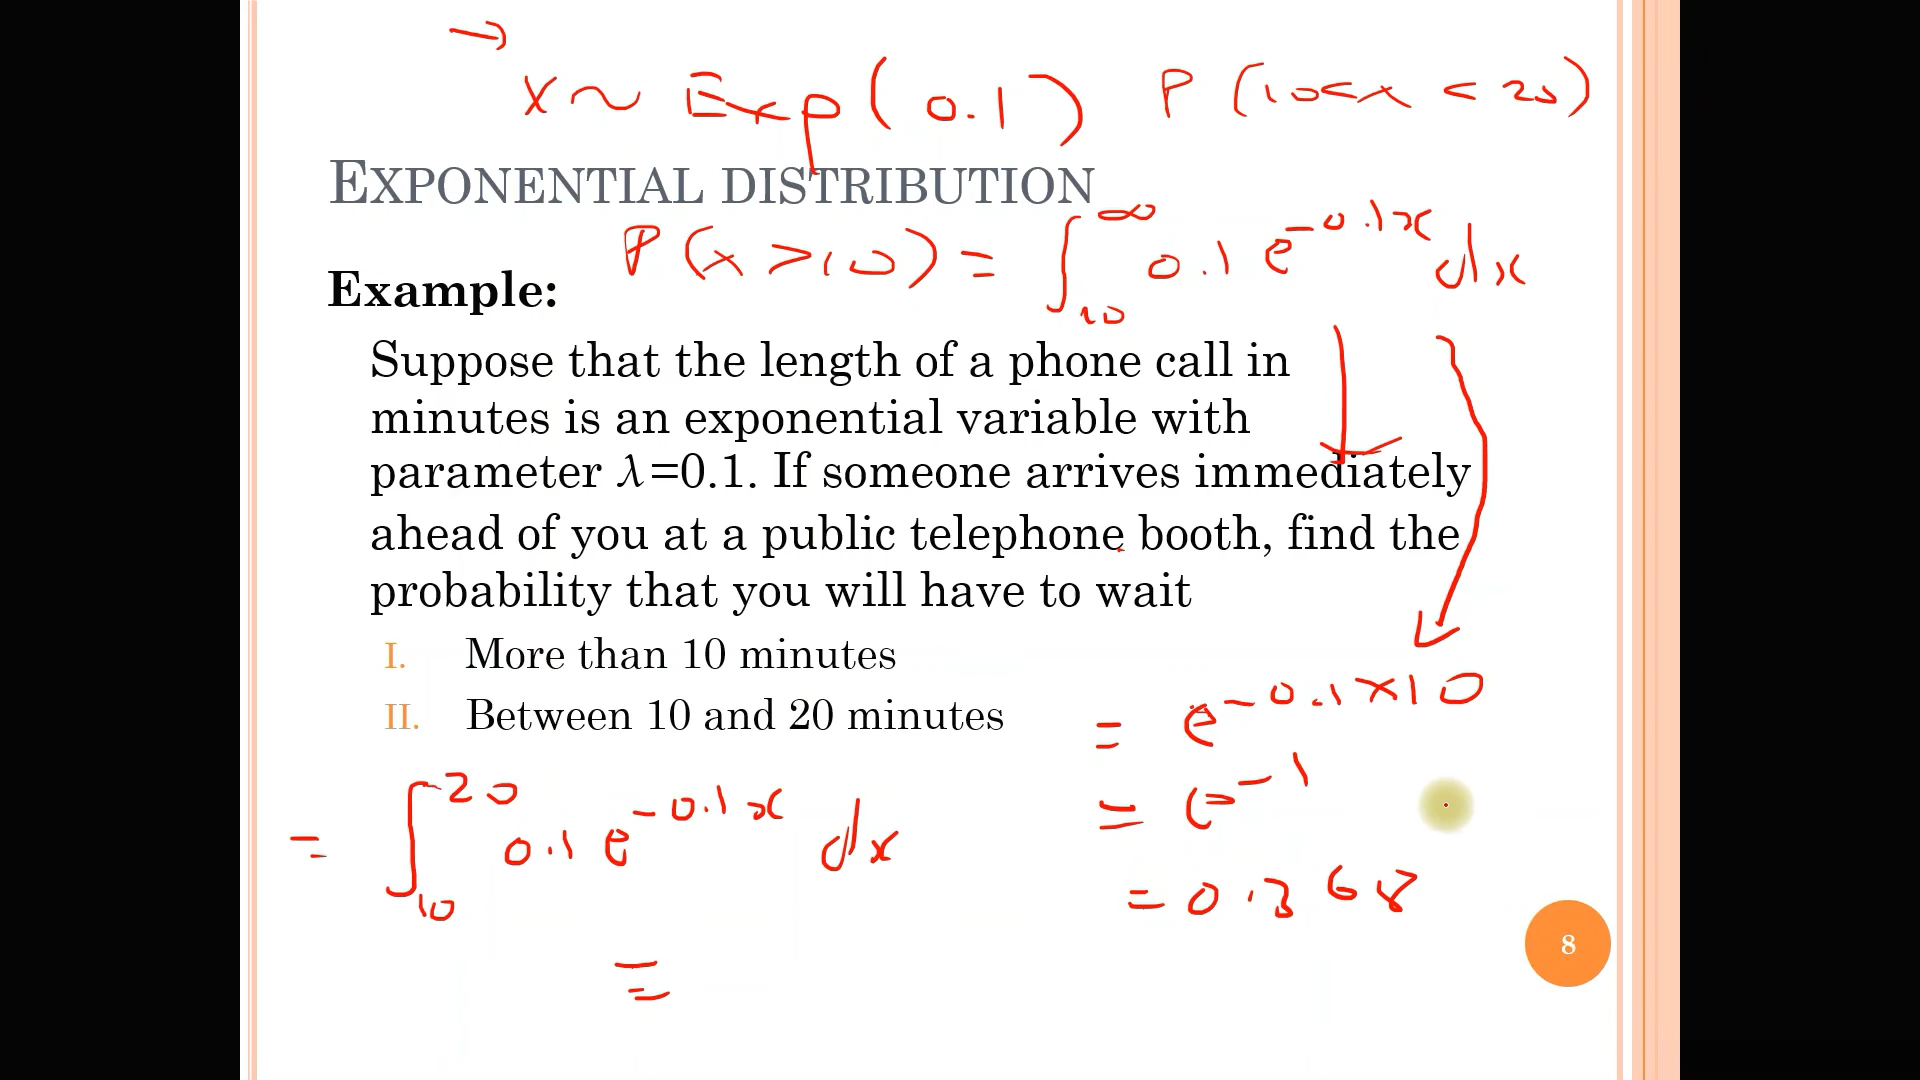 →
X ~ Exp(0.1) P(10<x<20)
EXPONENTIAL DISTRIBUTION
P(x>10) = ∫₁₀^∞ 0.1 e^{-0.1x} dx
Example:
Suppose that the length of a phone call in
minutes is an exponential variable with
parameter λ=0.1. If someone arrives immediately
ahead of you at a public telephone booth, find the
probability that you will have to wait
I. More than 10 minutes
II. Between 10 and 20 minutes
= e^{-0.1×10}
= e^{-1}
= 0.368
= ∫₁₀^20 0.1 e^{-0.1x} dx
=
8